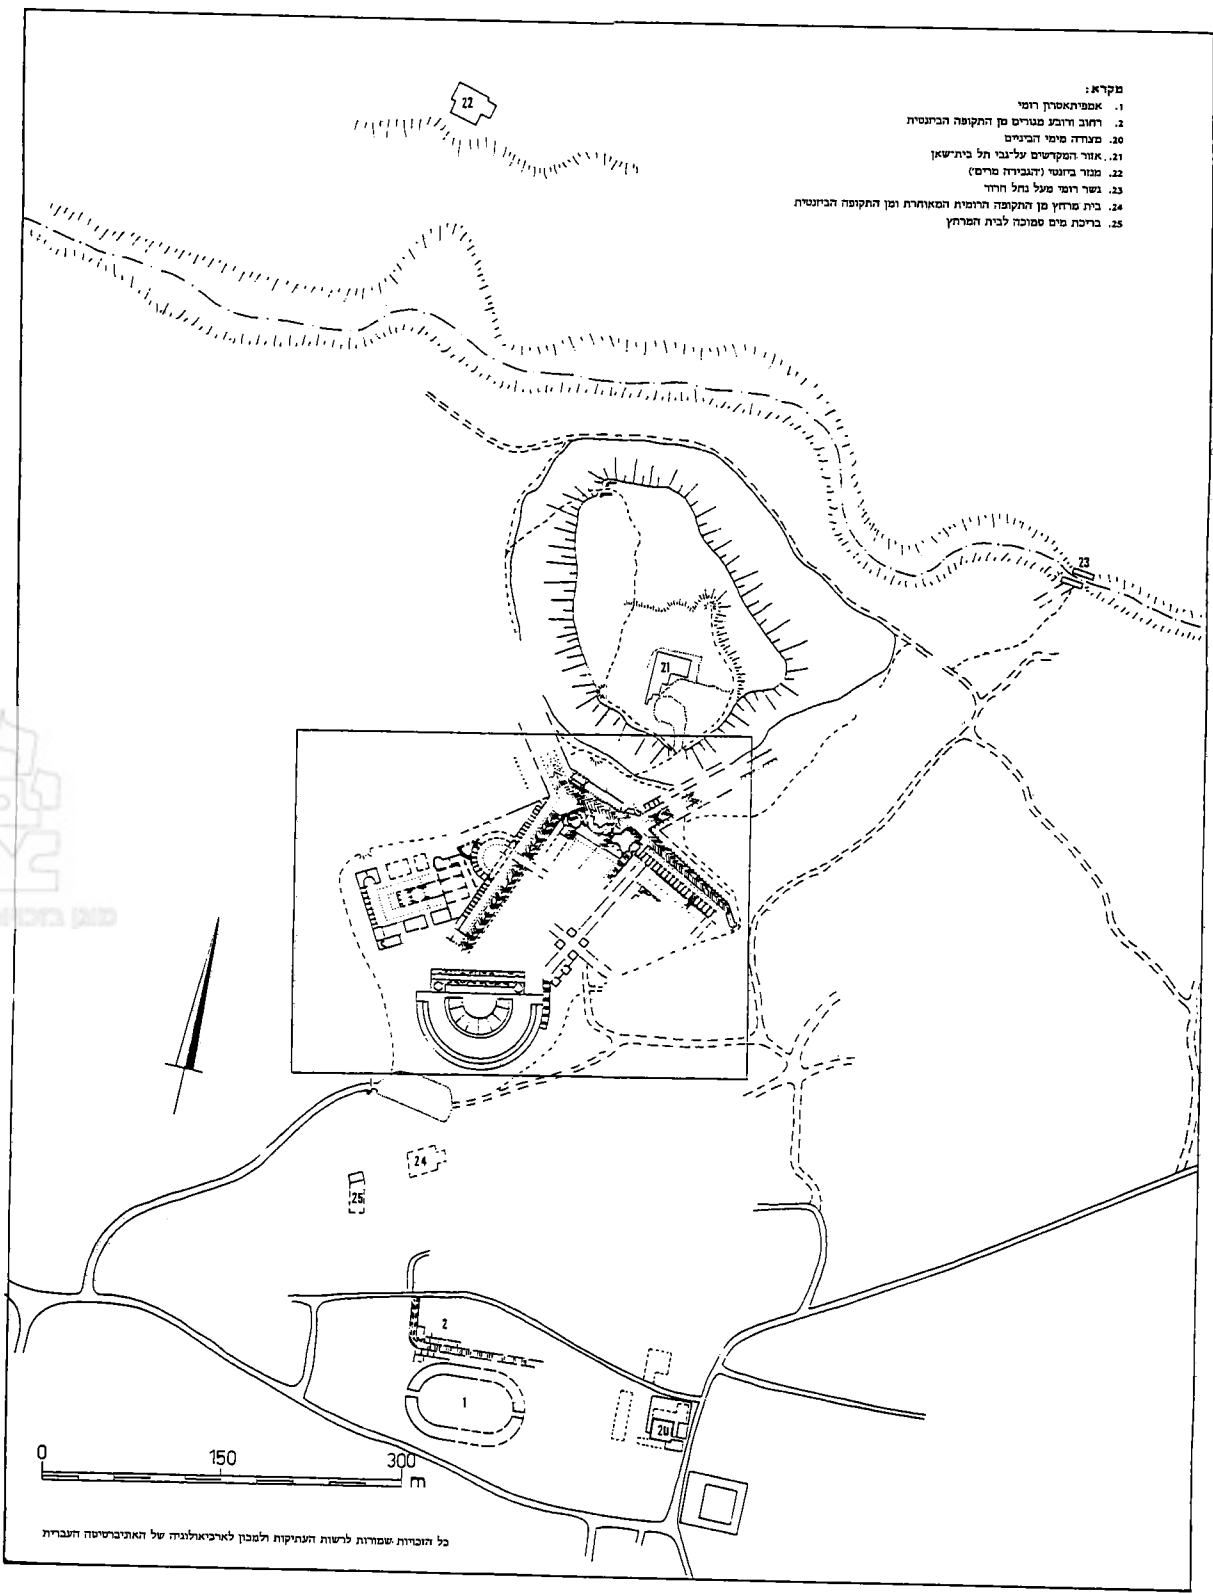 מקרא:
1. אמפיתאטרון רומי
2. רחוב ורובע מגורים מן התקופה הביזנטית
20. מצודה מימי הביניים
21. אזור המקדשים על-גבי תל בית-שאן
22. מנזר ביזנטי ('הגבירה מרים')
23. גשר רומי מעל נחל חרוד
24. בית מרחץ מן התקופה הרומית המאוחרת ומן התקופה הביזנטית
25. בריכת מים סמוכה לבית המרחץ
22
23
21
24
25
2
1
20
0 150 300 m
כל הזכויות שמורות לרשות העתיקות ולמכון לארכיאולוגיה של האוניברסיטה העברית